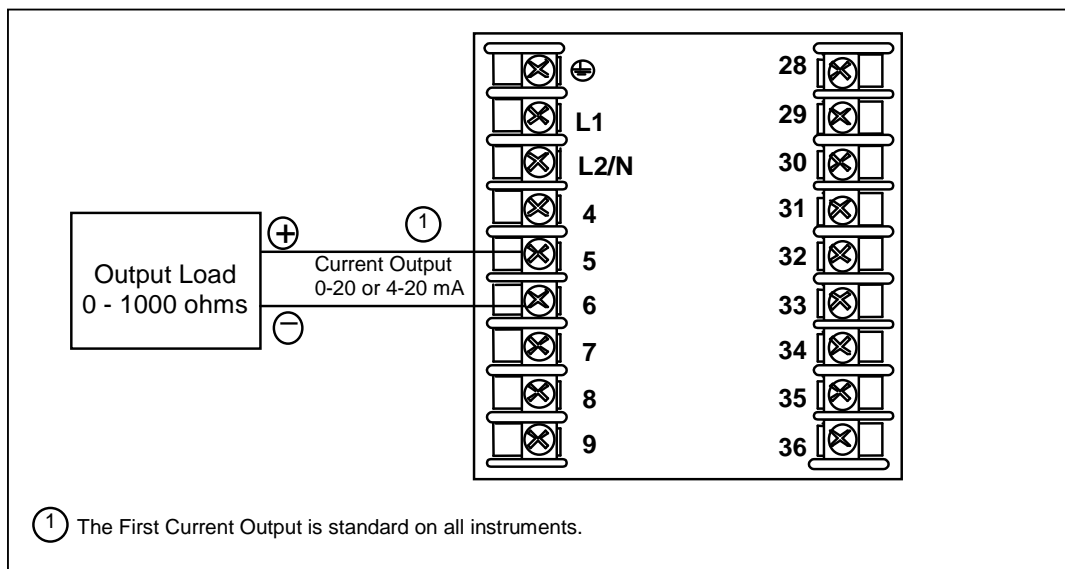 L1
L2/N
4
5
6
7
8
9
28
29
30
31
32
33
34
35
36
Output Load
0 - 1000 ohms
+
−
1
Current Output
0-20 or 4-20 mA
1 The First Current Output is standard on all instruments.